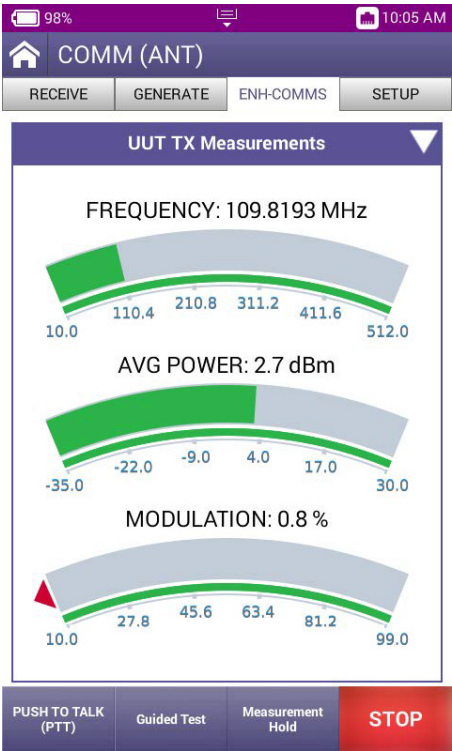 98%
10:05 AM
COMM (ANT)
RECEIVE
GENERATE
ENH-COMMS
SETUP
UUT TX Measurements
FREQUENCY: 109.8193 MHz
10.0
110.4
210.8
311.2
411.6
512.0
AVG POWER: 2.7 dBm
-35.0
-22.0
-9.0
4.0
17.0
30.0
MODULATION: 0.8 %
10.0
27.8
45.6
63.4
81.2
99.0
PUSH TO TALK
(PTT)
Guided Test
Measurement
Hold
STOP